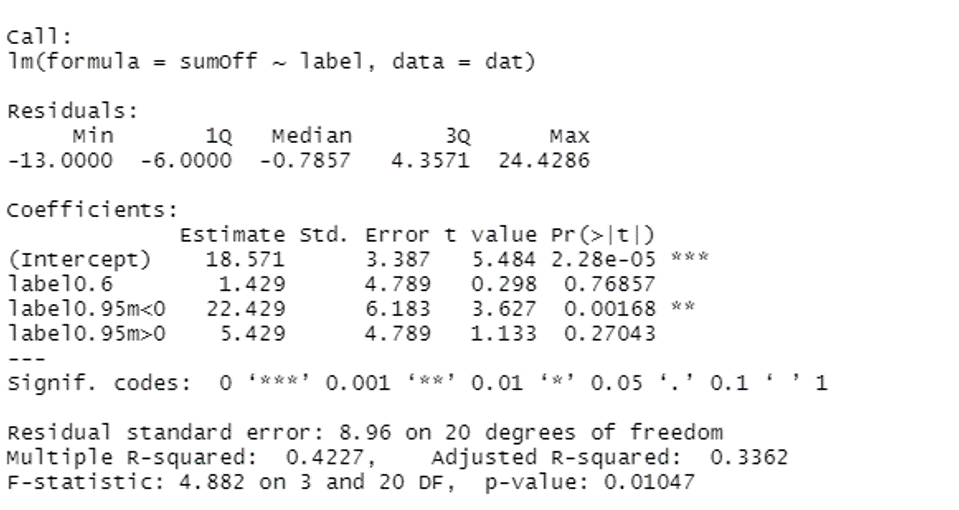 Call:
lm(formula = sumOff ~ label, data = dat)
Residuals:
Min 1Q Median 3Q Max
-13.0000 -6.0000 -0.7857 4.3571 24.4286
Coefficients:
Estimate Std. Error t value Pr(>|t|)
(Intercept) 18.571 3.387 5.484 2.28e-05 ***
label0.6 1.429 4.789 0.298 0.76857
label0.95m<0 22.429 6.183 3.627 0.00168 **
label0.95m>0 5.429 4.789 1.133 0.27043
---
Signif. codes: 0 ‘***’ 0.001 ‘**’ 0.01 ‘*’ 0.05 ‘.’ 0.1 ‘ ’ 1
Residual standard error: 8.96 on 20 degrees of freedom
Multiple R-squared: 0.4227, Adjusted R-squared: 0.3362
F-statistic: 4.882 on 3 and 20 DF, p-value: 0.01047